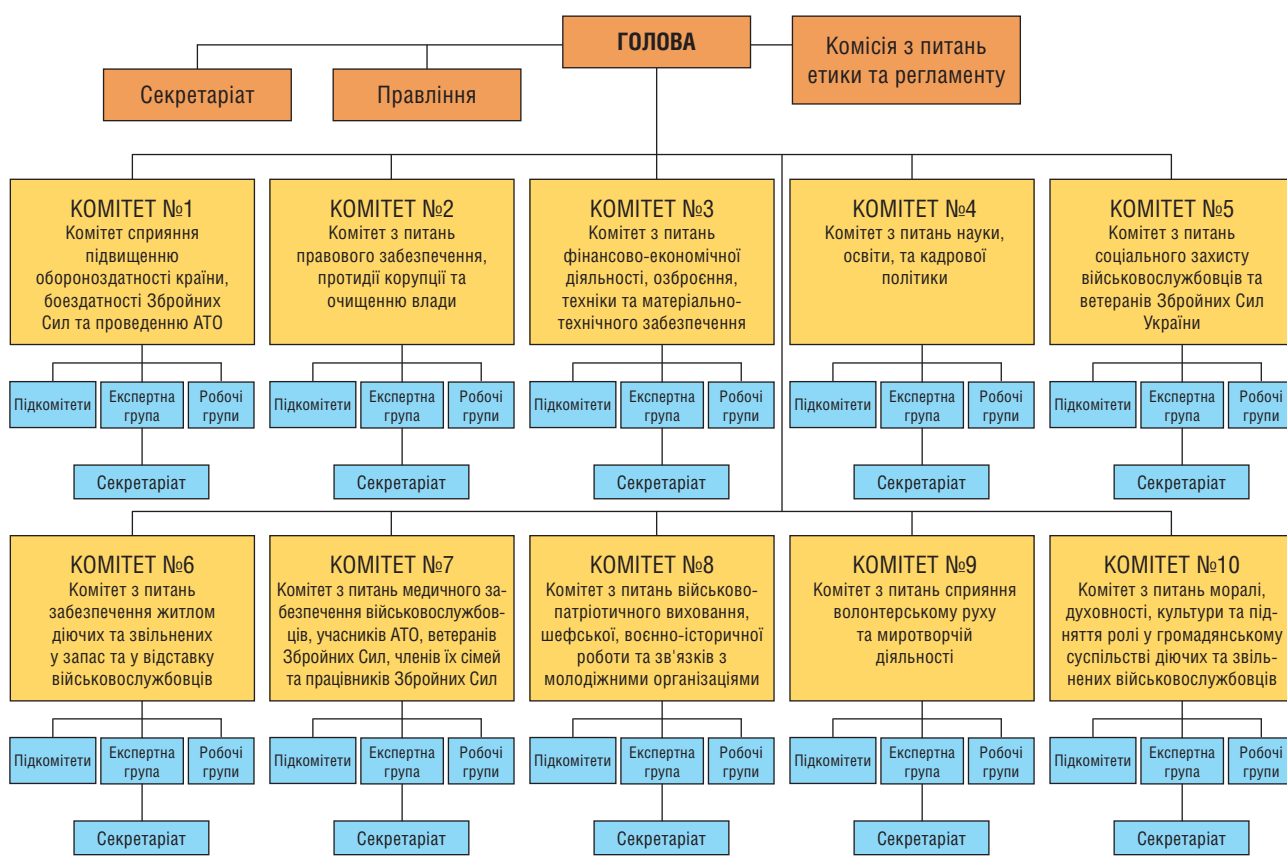 ГОЛОВА
Комісія з питань
етики та регламенту
Секретаріат
Правління
КОМІТЕТ №1
Комітет сприяння
підвищенню
обороноздатності країни,
боездатності Збройних
Сил та проведенню АТО
КОМІТЕТ №2
Комітет з питань
правового забезпечення,
протидії корупції та
очищенню влади
КОМІТЕТ №3
Комітет з питань
фінансово-економічної
діяльності, озброєння,
техніки та матеріально-
технічного забезпечення
КОМІТЕТ №4
Комітет з питань науки,
освіти, та кадрової
політики
КОМІТЕТ №5
Комітет з питань
соціального захисту
військовослужбовців та
ветеранів Збройних Сил
України
Підкомітети
Експертна
група
Робочі
групи
Підкомітети
Експертна
група
Робочі
групи
Підкомітети
Експертна
група
Робочі
групи
Підкомітети
Експертна
група
Робочі
групи
Підкомітети
Експертна
група
Робочі
групи
Секретаріат
Секретаріат
Секретаріат
Секретаріат
Секретаріат
КОМІТЕТ №6
Комітет з питань
забезпечення житлом
діючих та звільнених
у запас та у відставку
військовослужбовців
КОМІТЕТ №7
Комітет з питань медичного за-
безпечення військовослужбов-
ців, учасників АТО, ветеранів
Збройних Сил, членів їх сімей
та працівників Збройних Сил
КОМІТЕТ №8
Комітет з питань військово-
патріотичного виховання,
шефської, воєнно-історичної
роботи та зв'язків з
молодіжними організаціями
КОМІТЕТ №9
Комітет з питань сприяння
волонтерському руху
та миротворчій
діяльності
КОМІТЕТ №10
Комітет з питань моралі,
духовності, культури та під-
няття ролі у громадянському
суспільстві діючих та звіль-
нених військовослужбовців
Підкомітети
Експертна
група
Робочі
групи
Підкомітети
Експертна
група
Робочі
групи
Підкомітети
Експертна
група
Робочі
групи
Підкомітети
Експертна
група
Робочі
групи
Підкомітети
Експертна
група
Робочі
групи
Секретаріат
Секретаріат
Секретаріат
Секретаріат
Секретаріат